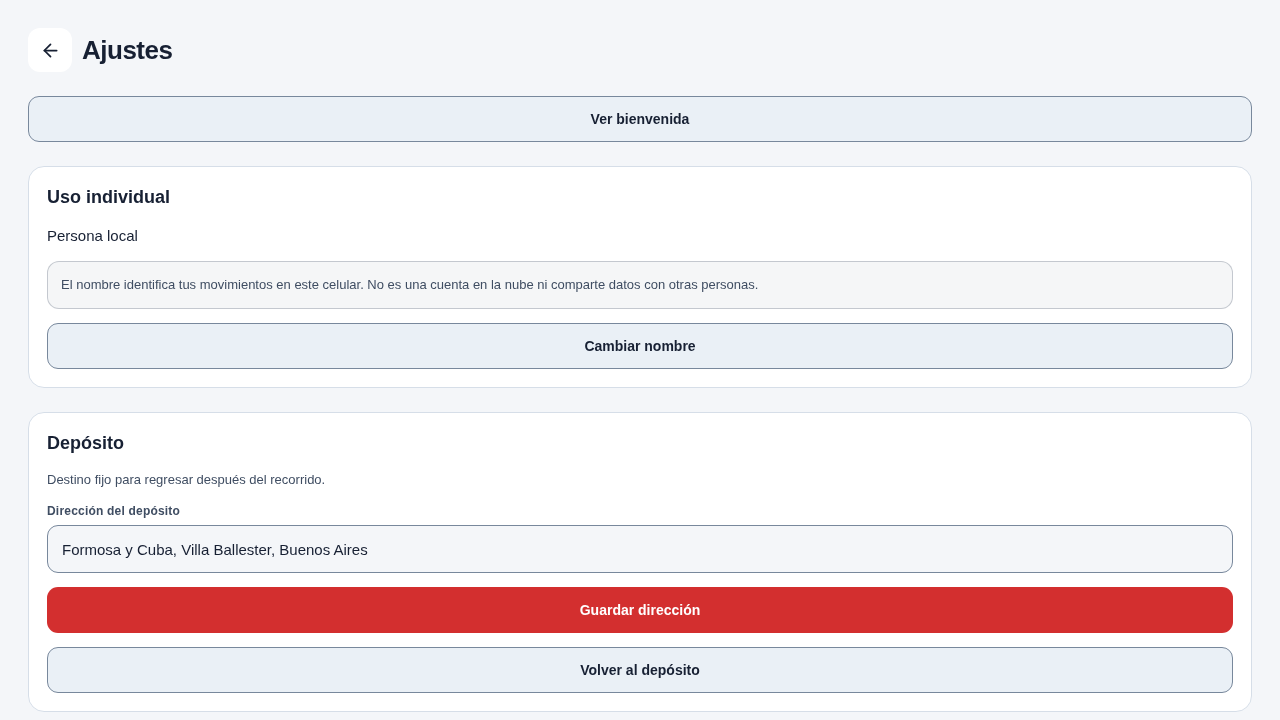 Ajustes
Ver bienvenida
Uso individual
Persona local
El nombre identifica tus movimientos en este celular. No es una cuenta en la nube ni comparte datos con otras personas.
Cambiar nombre
Depósito
Destino fijo para regresar después del recorrido.
Dirección del depósito
Formosa y Cuba, Villa Ballester, Buenos Aires
Guardar dirección
Volver al depósito